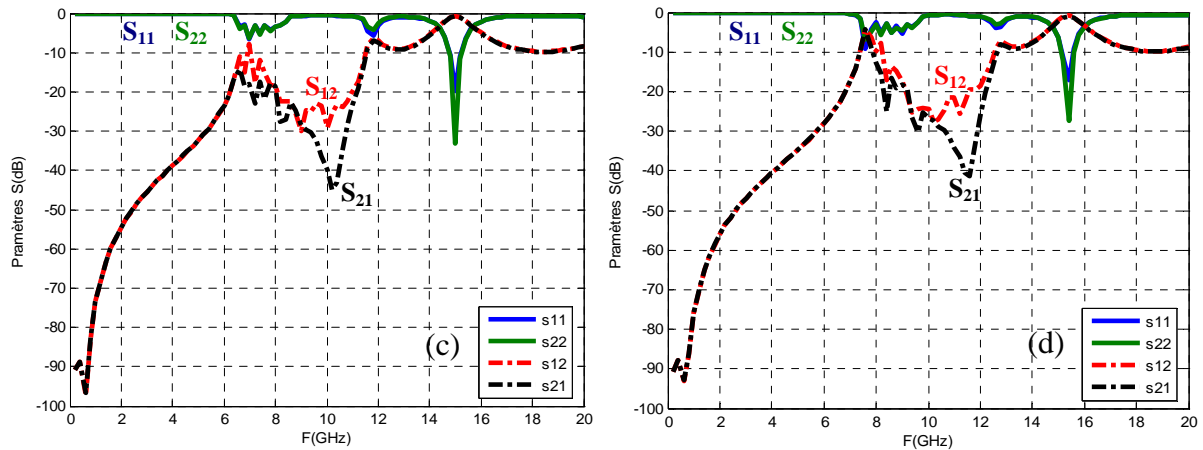 S11 S22
S12
S21
(c)
s11
s22
s12
s21
0
-10
-20
-30
-40
-50
-60
-70
-80
-90
-100
Pramètres S(dB)
0 2 4 6 8 10 12 14 16 18 20
F(GHz)
S11 S22
S12
S21
(d)
s11
s22
s12
s21
0
-10
-20
-30
-40
-50
-60
-70
-80
-90
-100
Pramètres S(dB)
0 2 4 6 8 10 12 14 16 18 20
F(GHz)